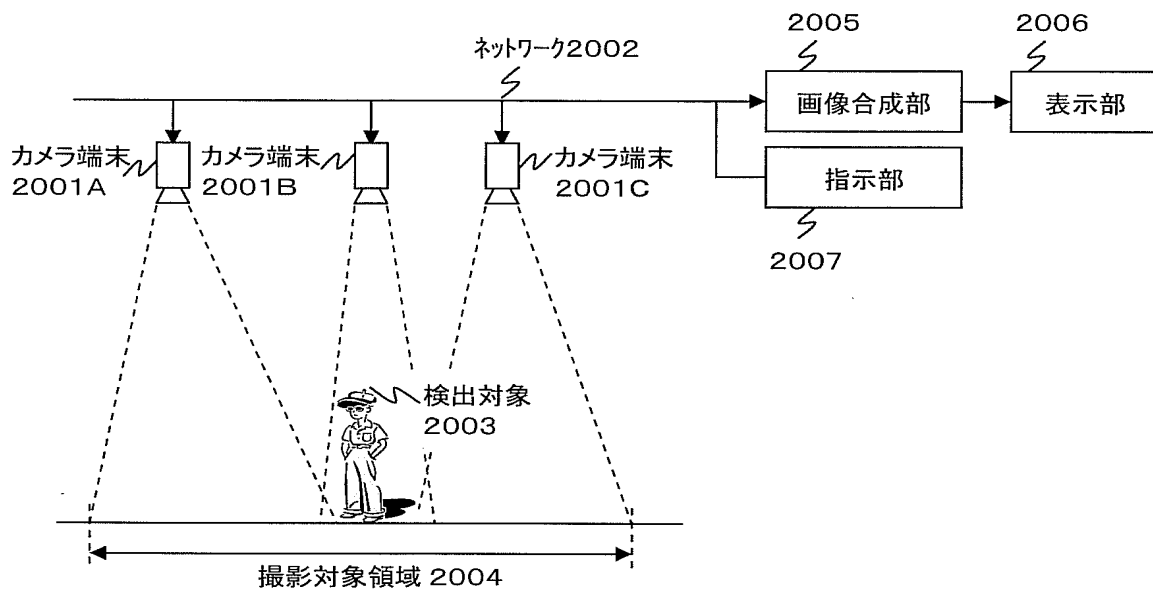 2005
2006
ネットワーク2002
画像合成部
表示部
カメラ端末
2001A
カメラ端末
2001B
カメラ端末
2001C
指示部
2007
検出対象
2003
撮影対象領域 2004